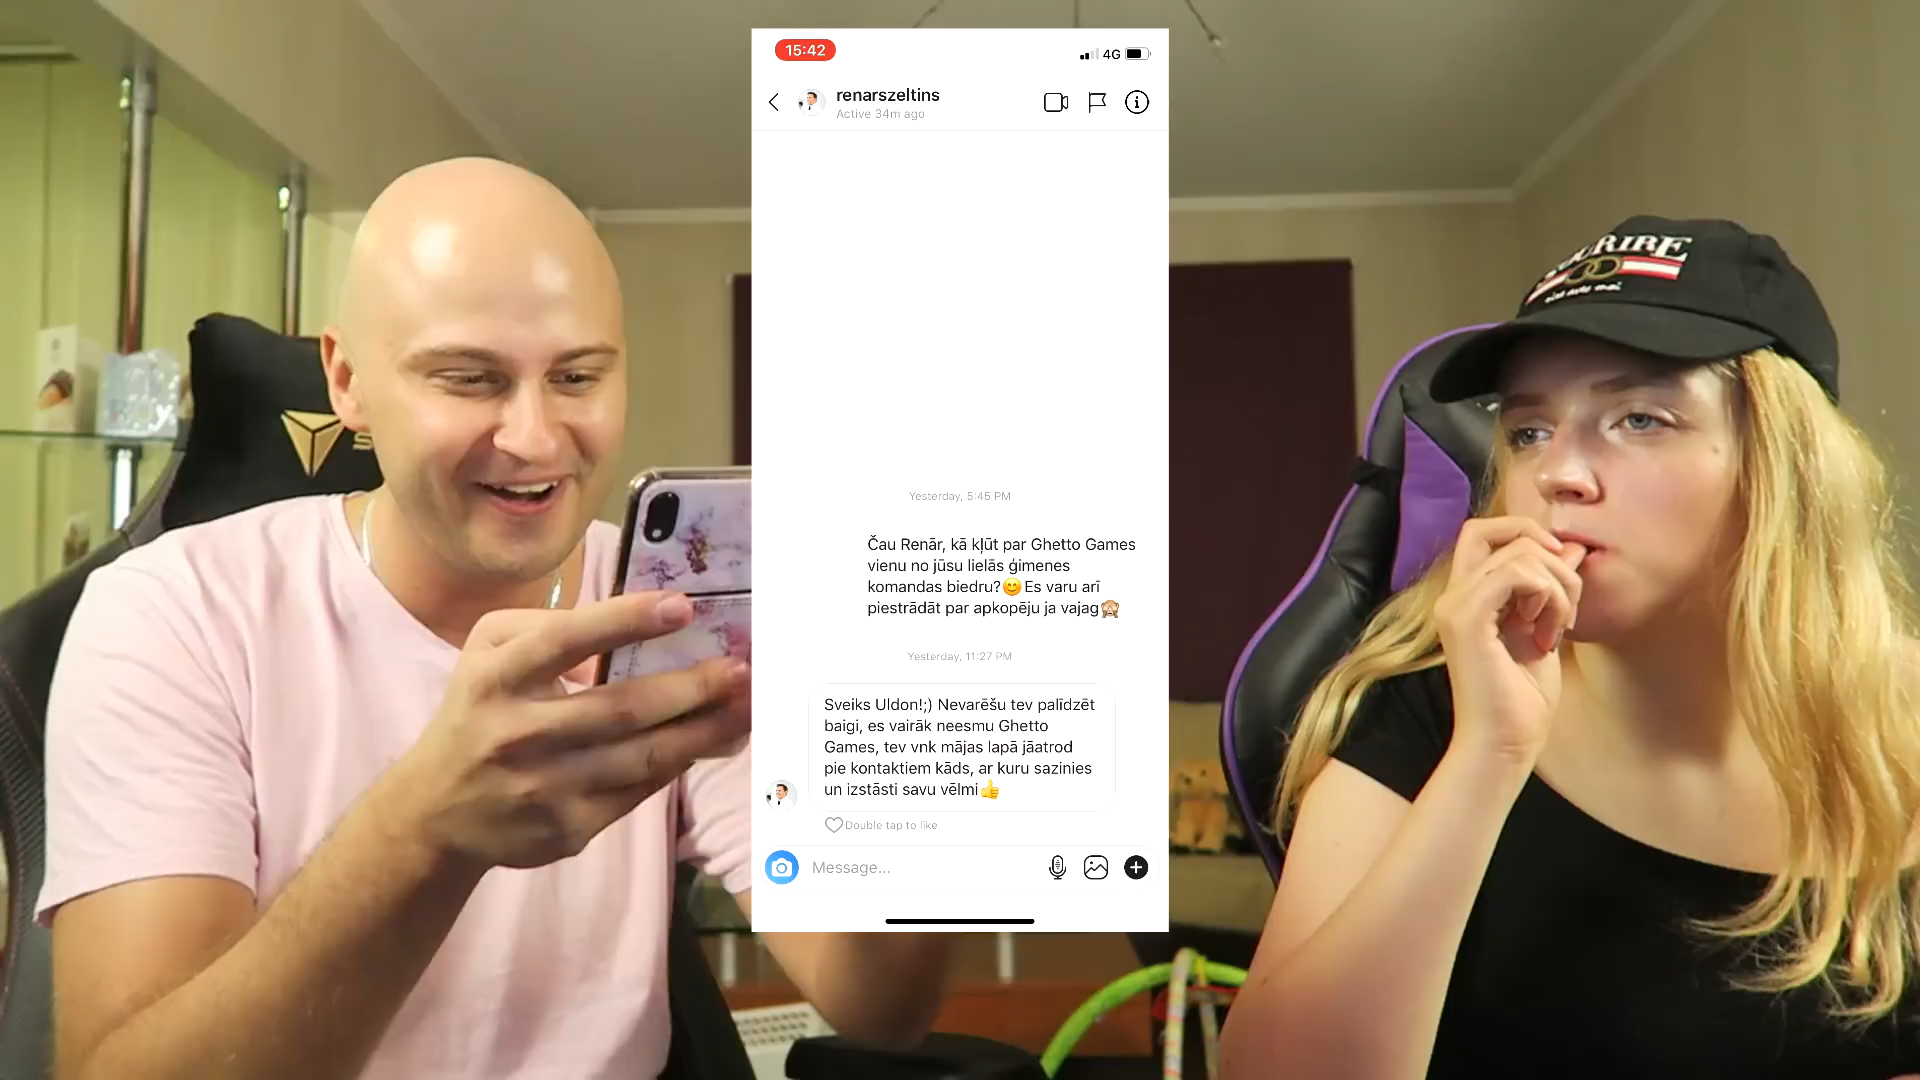 15:42
4G
renarszeltins
Active 34m ago
Yesterday, 5:45 PM
Čau Renār, kā kļūt par Ghetto Games
vienu no jūsu lielās ģimenes
komandas biedru?😊Es varu arī
piestrādāt par apkopēju ja vajag🙈
Yesterday, 11:27 PM
Sveiks Uldon!;) Nevarēšu tev palīdzēt
baigi, es vairāk neesmu Ghetto
Games, tev vnk mājas lapā jāatrod
pie kontaktiem kāds, ar kuru sazinies
un izstāsti savu vēlmi👍
Double tap to like
Message...